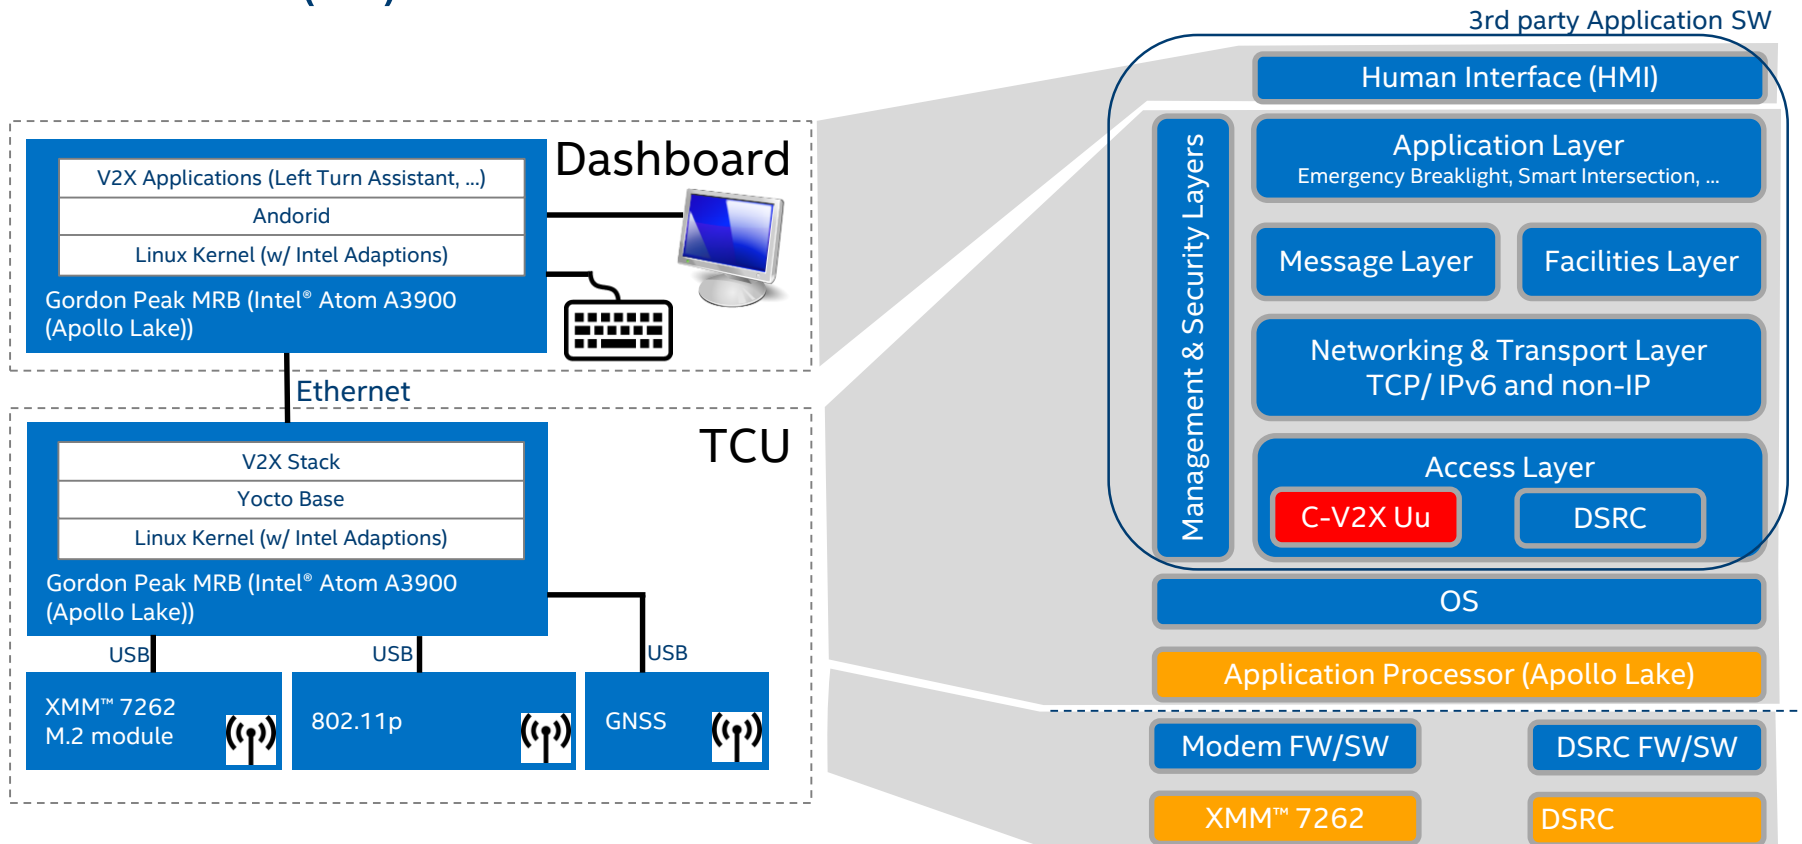 3rd party Application SW
Dashboard
V2X Applications (Left Turn Assistant, ...)
Andorid
Linux Kernel (w/ Intel Adaptions)
Gordon Peak MRB (Intel® Atom A3900
(Apollo Lake))
Ethernet
TCU
V2X Stack
Yocto Base
Linux Kernel (w/ Intel Adaptions)
Gordon Peak MRB (Intel® Atom A3900
(Apollo Lake))
USB
USB
USB
XMM™ 7262
M.2 module
802.11p
GNSS
Human Interface (HMI)
Management & Security Layers
Application Layer
Emergency Breaklight, Smart Intersection, ...
Message Layer
Facilities Layer
Networking & Transport Layer
TCP/ IPv6 and non-IP
Access Layer
C-V2X Uu
DSRC
OS
Application Processor (Apollo Lake)
Modem FW/SW
DSRC FW/SW
XMM™ 7262
DSRC